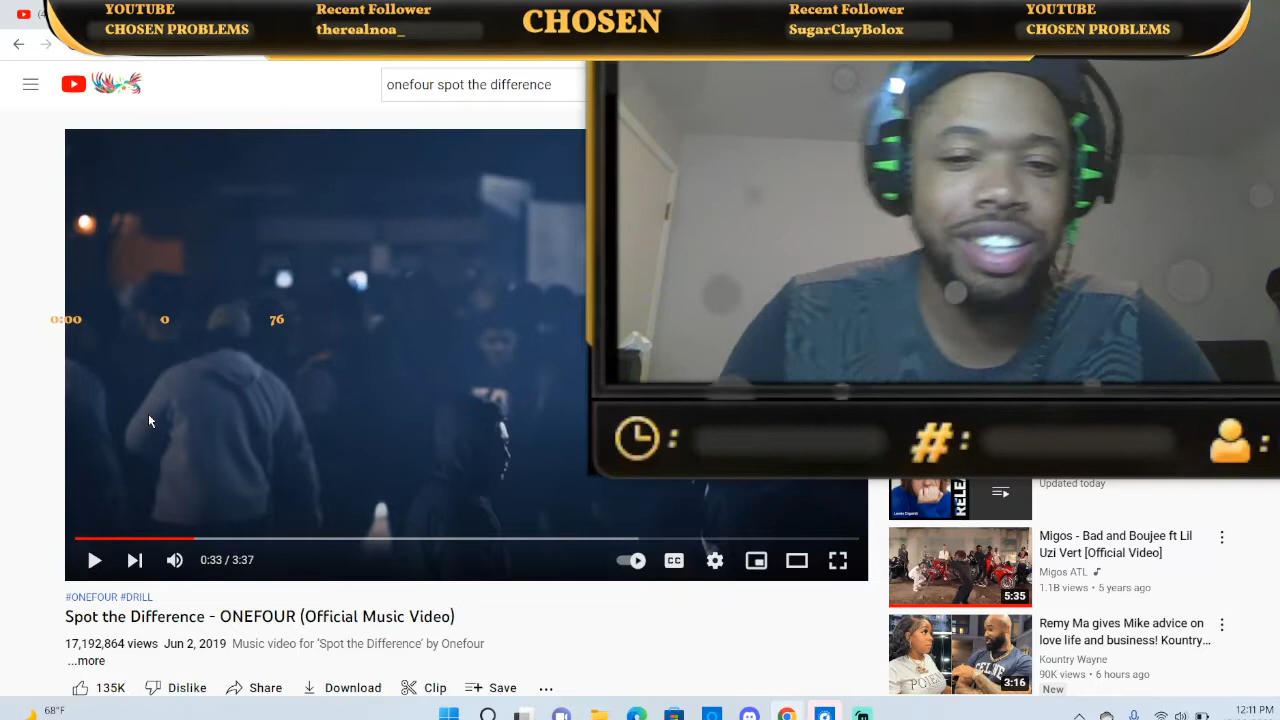 YOUTUBE
CHOSEN PROBLEMS
Recent Follower
therealnoa_
CHOSEN
Recent Follower
SugarClayBolox
YOUTUBE
CHOSEN PROBLEMS
onefour spot the difference
0:00
0
76
0:33 / 3:37
CC
#ONEFOUR #DRILL
Spot the Difference - ONEFOUR (Official Music Video)
17,192,864 views Jun 2, 2019 Music video for ‘Spot the Difference’ by Onefour
...more
135K
Dislike
Share
Download
Clip
Save
Updated today
Migos - Bad and Boujee ft Lil
Uzi Vert [Official Video]
Migos ATL
1.1B views • 5 years ago
5:35
Remy Ma gives Mike advice on
love life and business! Kountry...
Kountry Wayne
90K views • 6 hours ago
New
3:16
68°F
12:11 PM